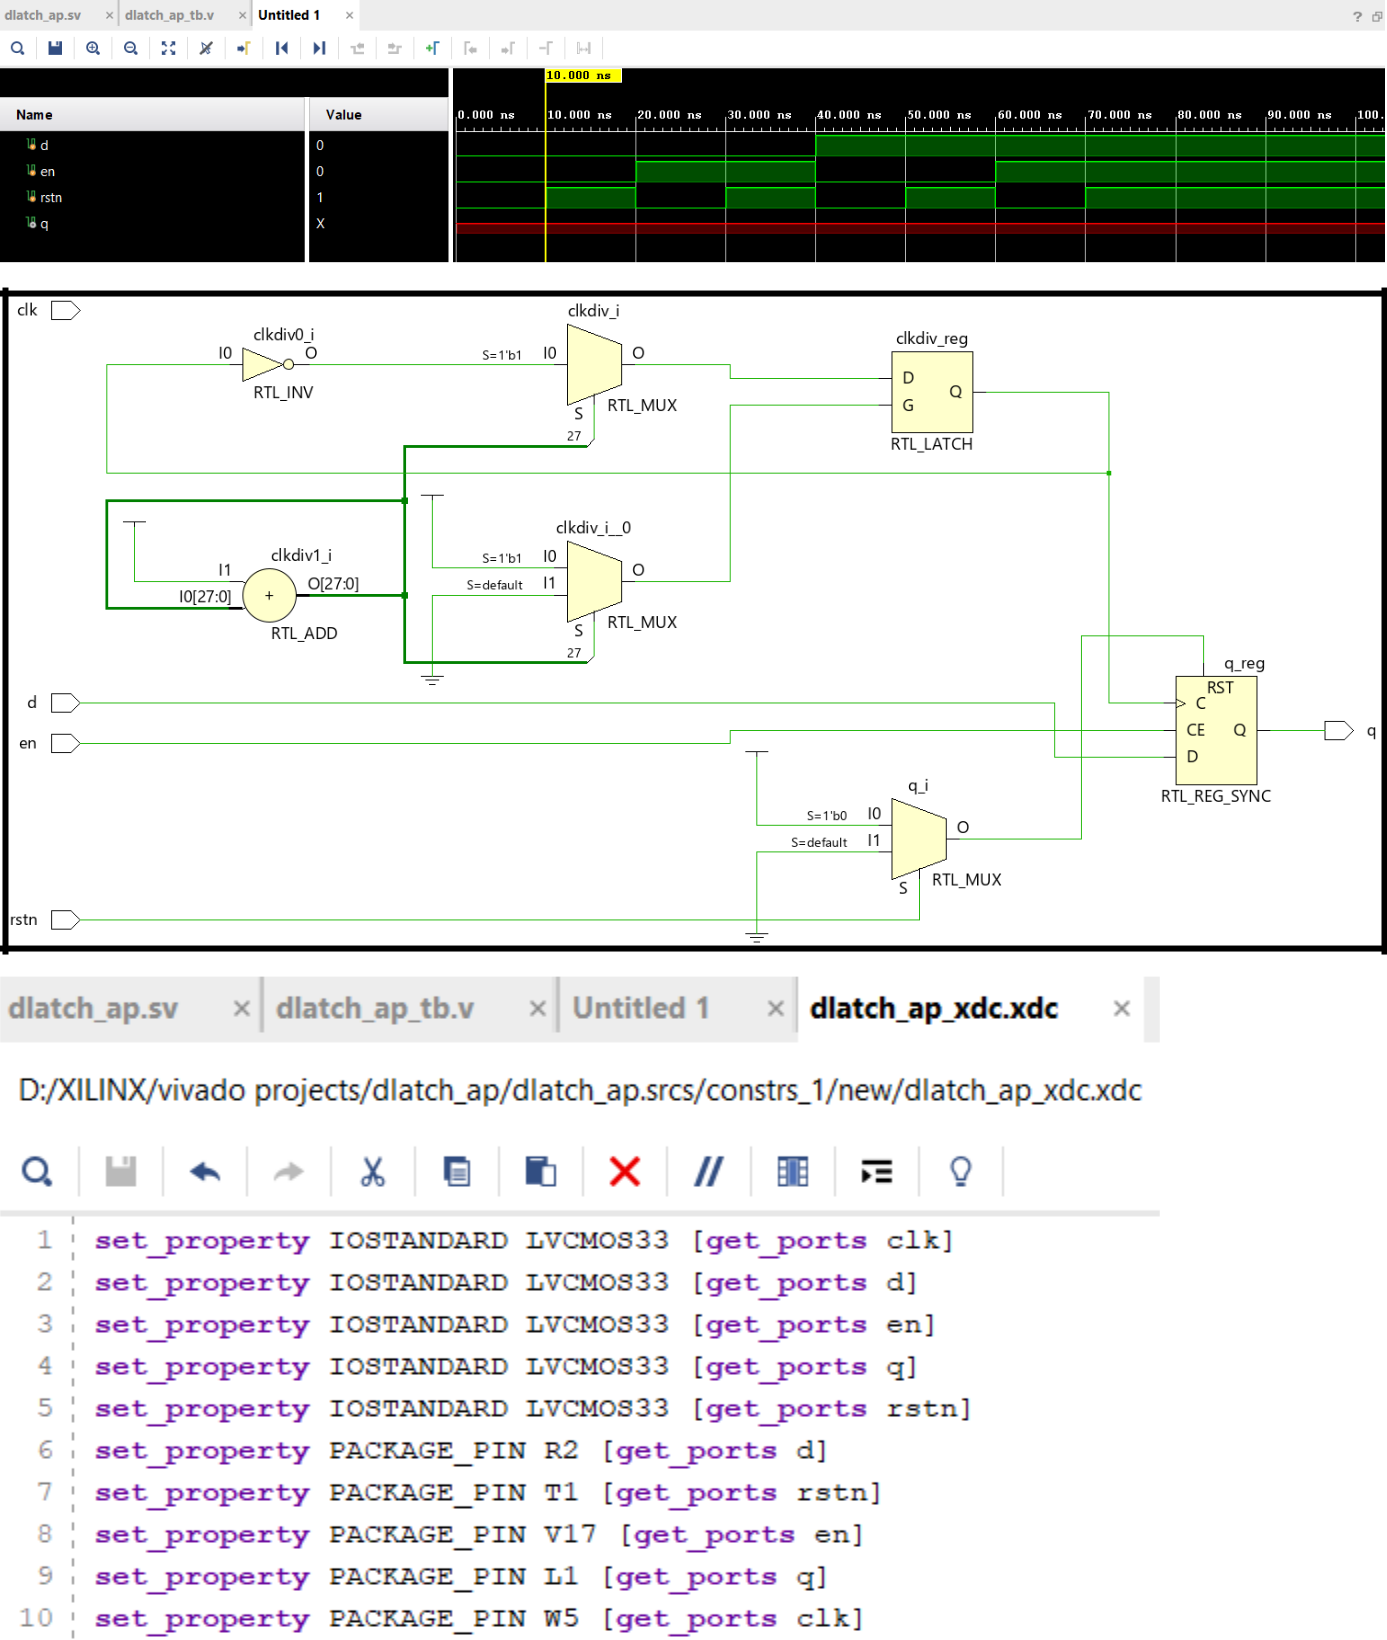 dlatch_ap.sv × dlatch_ap_tb.v × Untitled 1 × ?
10.000 ns
Name Value
0.000 ns 10.000 ns 20.000 ns 30.000 ns 40.000 ns 50.000 ns 60.000 ns 70.000 ns 80.000 ns 90.000 ns 100.
d 0
en 0
rstn 1
q X
clk
clkdiv0_i
I0 O
RTL_INV
clkdiv_i
S=1'b1 I0 O
S RTL_MUX
27
clkdiv_reg
D
G
Q
RTL_LATCH
clkdiv1_i
I1
I0[27:0] + O[27:0]
RTL_ADD
clkdiv_i__0
S=1'b1 I0 O
S=default I1
S RTL_MUX
27
d
en
q_reg
RST
C
CE Q
D
RTL_REG_SYNC
q
q_i
S=1'b0 I0 O
S=default I1
S RTL_MUX
rstn
dlatch_ap.sv × dlatch_ap_tb.v × Untitled 1 × dlatch_ap_xdc.xdc ×
D:/XILINX/vivado projects/dlatch_ap/dlatch_ap.srcs/constrs_1/new/dlatch_ap_xdc.xdc
1 set_property IOSTANDARD LVCMOS33 [get_ports clk]
2 set_property IOSTANDARD LVCMOS33 [get_ports d]
3 set_property IOSTANDARD LVCMOS33 [get_ports en]
4 set_property IOSTANDARD LVCMOS33 [get_ports q]
5 set_property IOSTANDARD LVCMOS33 [get_ports rstn]
6 set_property PACKAGE_PIN R2 [get_ports d]
7 set_property PACKAGE_PIN T1 [get_ports rstn]
8 set_property PACKAGE_PIN V17 [get_ports en]
9 set_property PACKAGE_PIN L1 [get_ports q]
10 set_property PACKAGE_PIN W5 [get_ports clk]